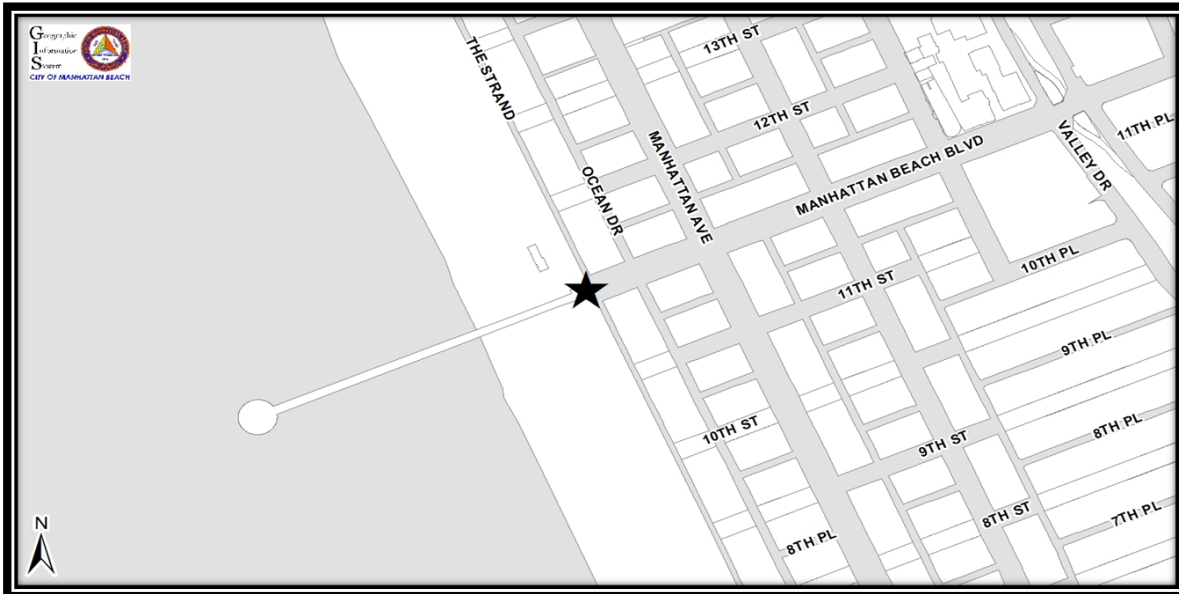 Geographic
Information
System
CITY OF MANHATTAN BEACH
THE STRAND
13TH ST
12TH ST
MANHATTAN AVE
OCEAN DR
MANHATTAN BEACH BLVD
VALLEY DR
11TH PL
11TH ST
10TH PL
9TH PL
10TH ST
9TH ST
8TH PL
8TH ST
7TH PL
8TH PL
N